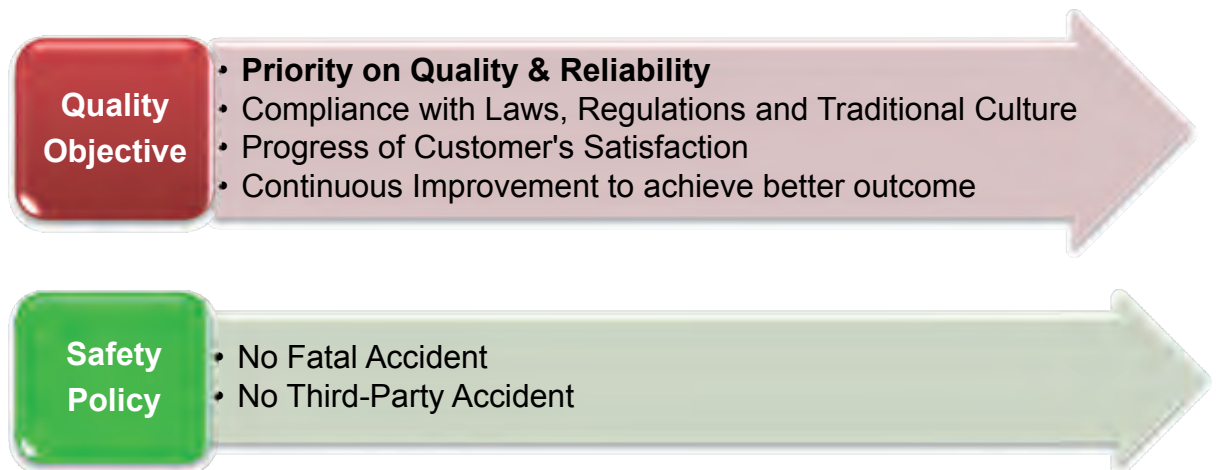 Quality
Objective
• Priority on Quality & Reliability
• Compliance with Laws, Regulations and Traditional Culture
• Progress of Customer's Satisfaction
• Continuous Improvement to achieve better outcome
Safety
Policy
• No Fatal Accident
• No Third-Party Accident